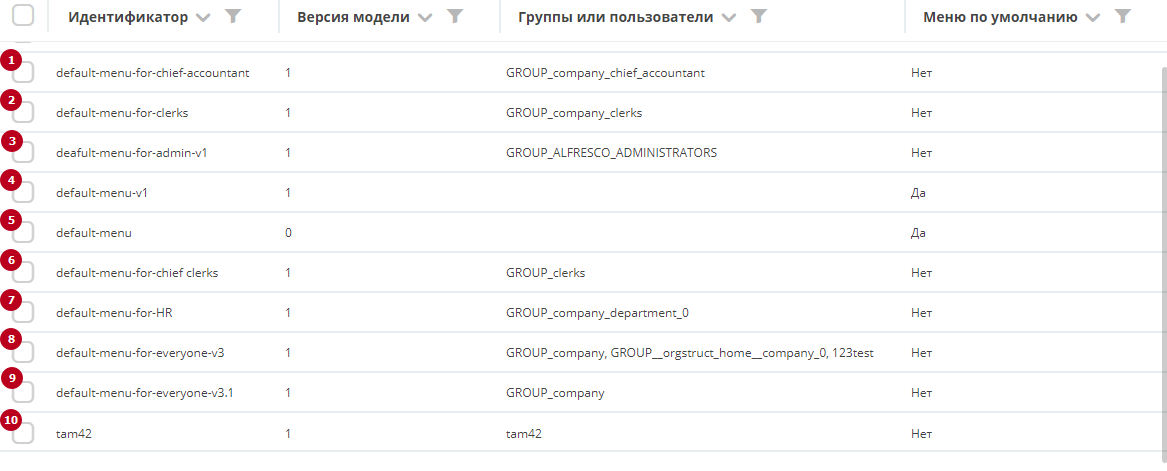 Идентификатор Версия модели Группы или пользователи Меню по умолчанию
1 default-menu-for-chief-accountant 1 GROUP_company_chief_accountant Нет
2 default-menu-for-clerks 1 GROUP_company_clerks Нет
3 deafult-menu-for-admin-v1 1 GROUP_ALFRESCO_ADMINISTRATORS Нет
4 default-menu-v1 1 Да
5 default-menu 0 Да
6 default-menu-for-chief clerks 1 GROUP_clerks Нет
7 default-menu-for-HR 1 GROUP_company_department_0 Нет
8 default-menu-for-everyone-v3 1 GROUP_company, GROUP__orgstruct_home__company_0, 123test Нет
9 default-menu-for-everyone-v3.1 1 GROUP_company Нет
10 tam42 1 tam42 Нет